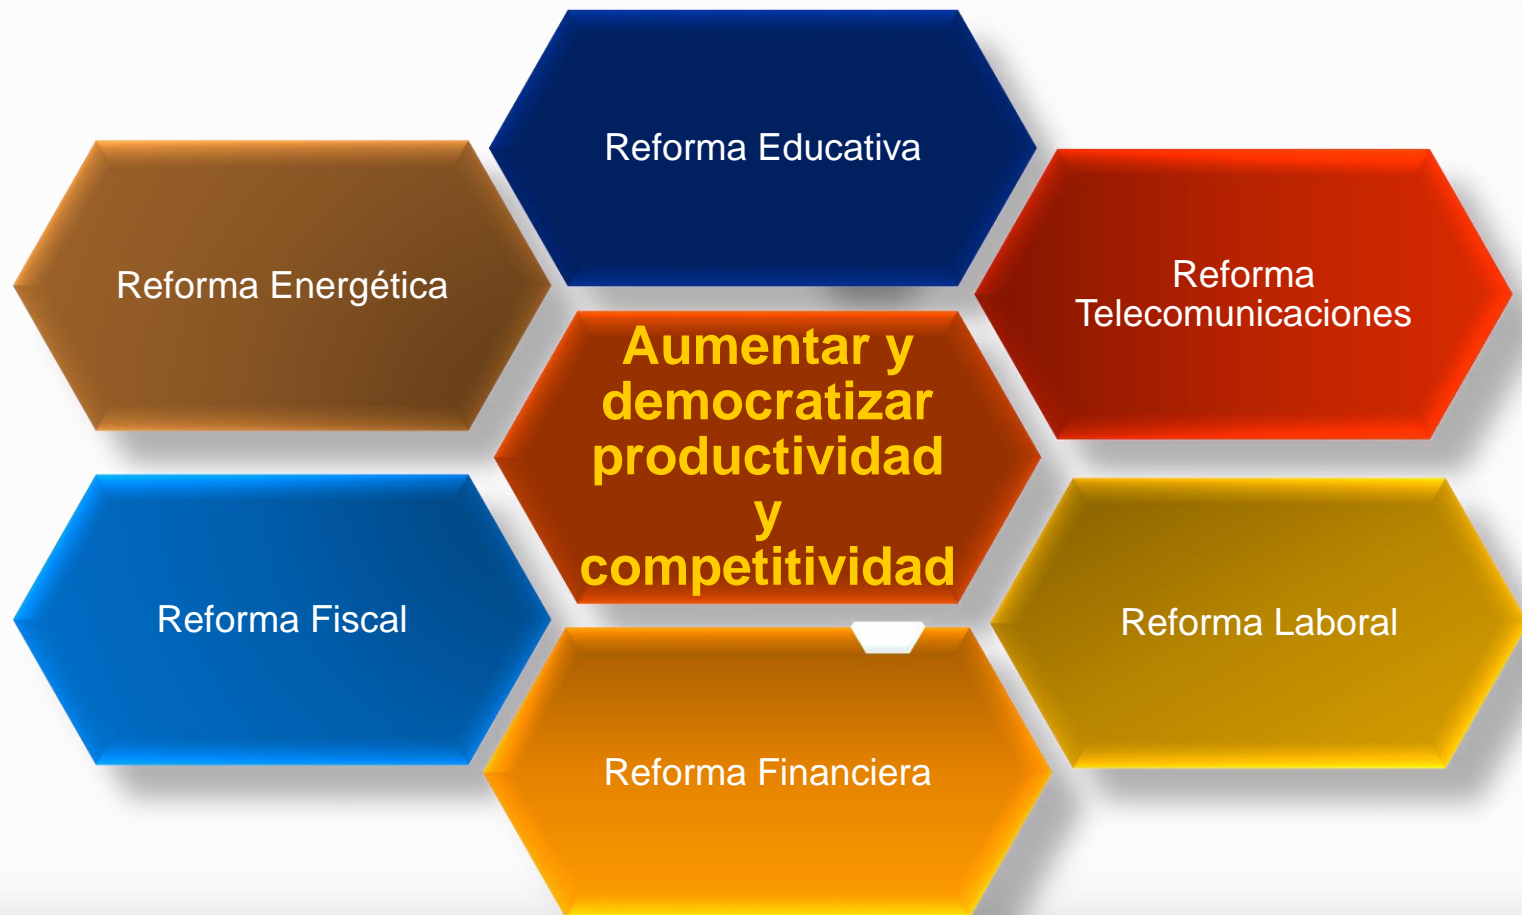 Reforma Educativa
Reforma Energética
Reforma
Telecomunicaciones
Aumentar y
democratizar
productividad
y
competitividad
Reforma Fiscal
Reforma Laboral
Reforma Financiera